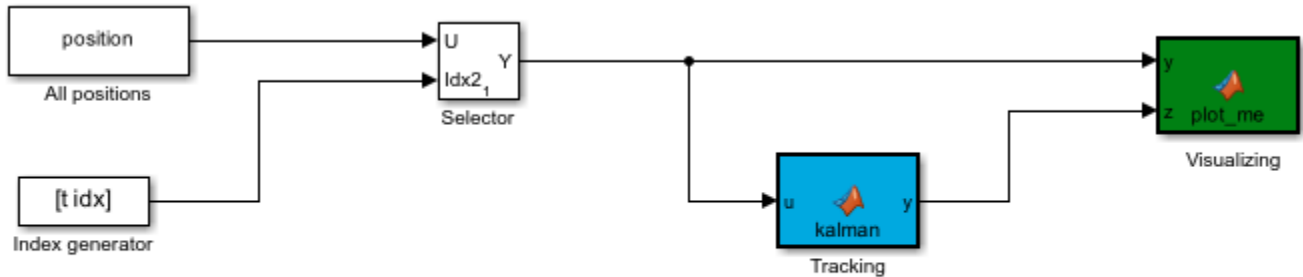 position
All positions
U
Idx2
1
Y
Selector
[t idx]
Index generator
u
y
kalman
Tracking
y
z
plot_me
Visualizing